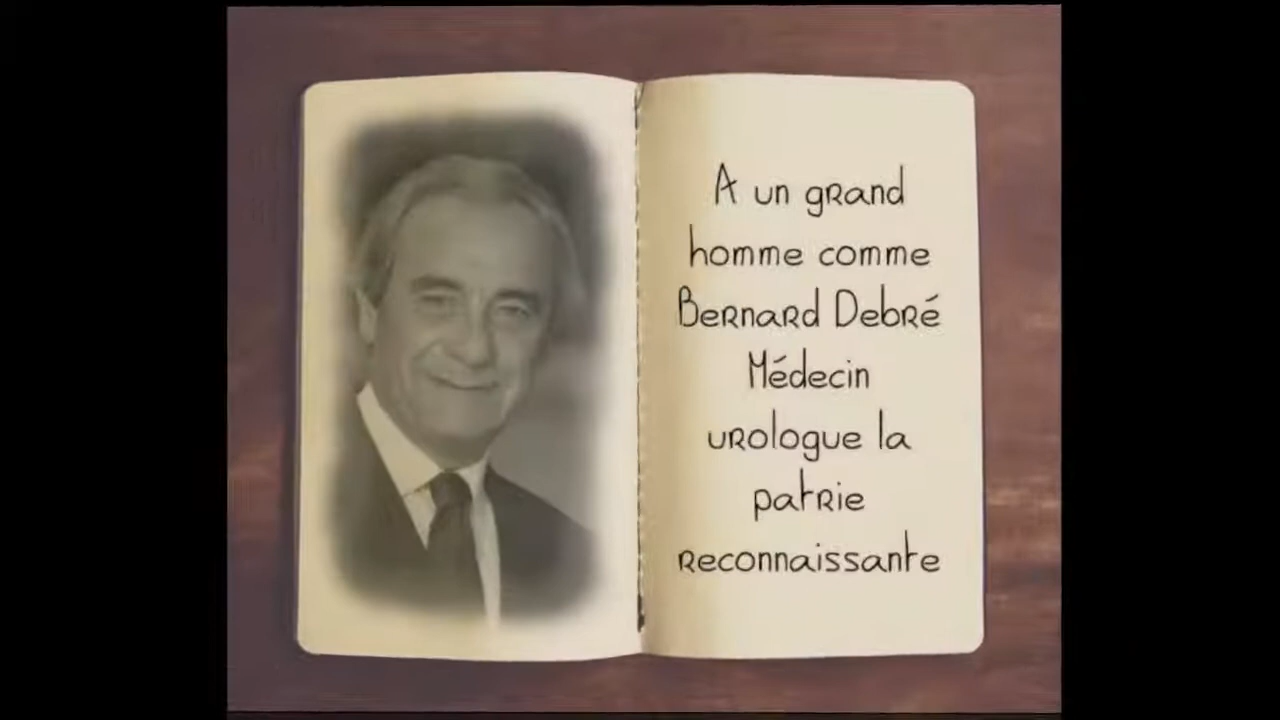 A un grand
homme comme
Bernard Debré
Médecin
urologue la
patrie
reconnaissante